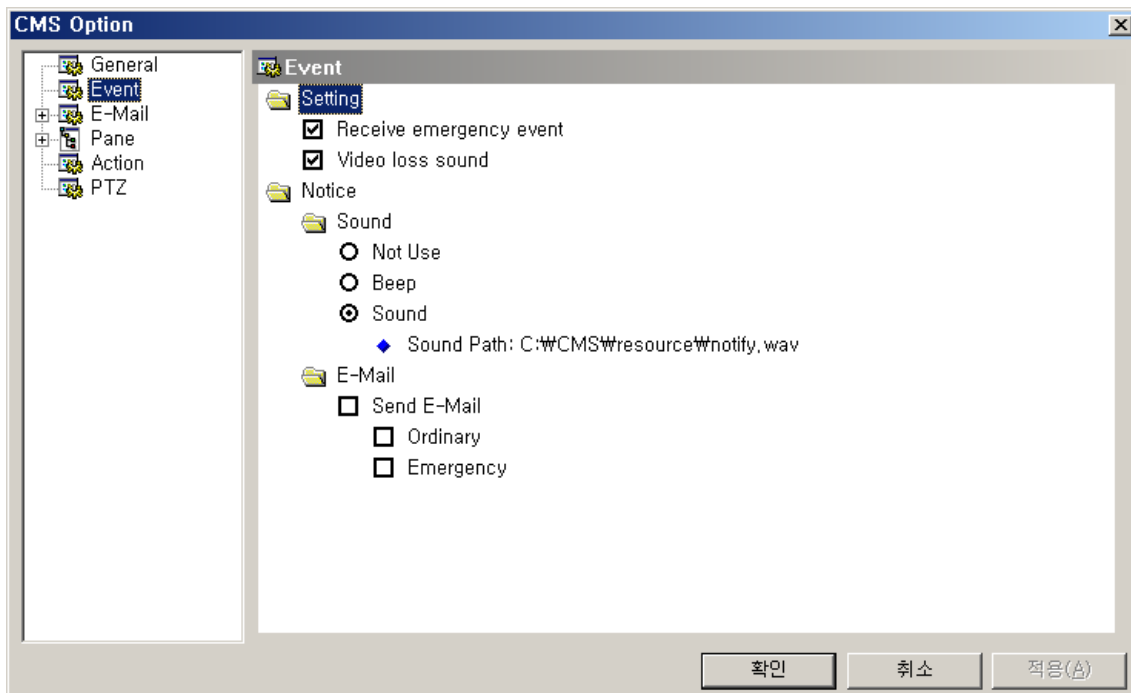 CMS Option
General
Event
E-Mail
Pane
Action
PTZ
Event
Setting
Receive emergency event
Video loss sound
Notice
Sound
Not Use
Beep
Sound
Sound Path: C:₩CMS₩resource₩notify.wav
E-Mail
Send E-Mail
Ordinary
Emergency
확인
취소
적용(A)